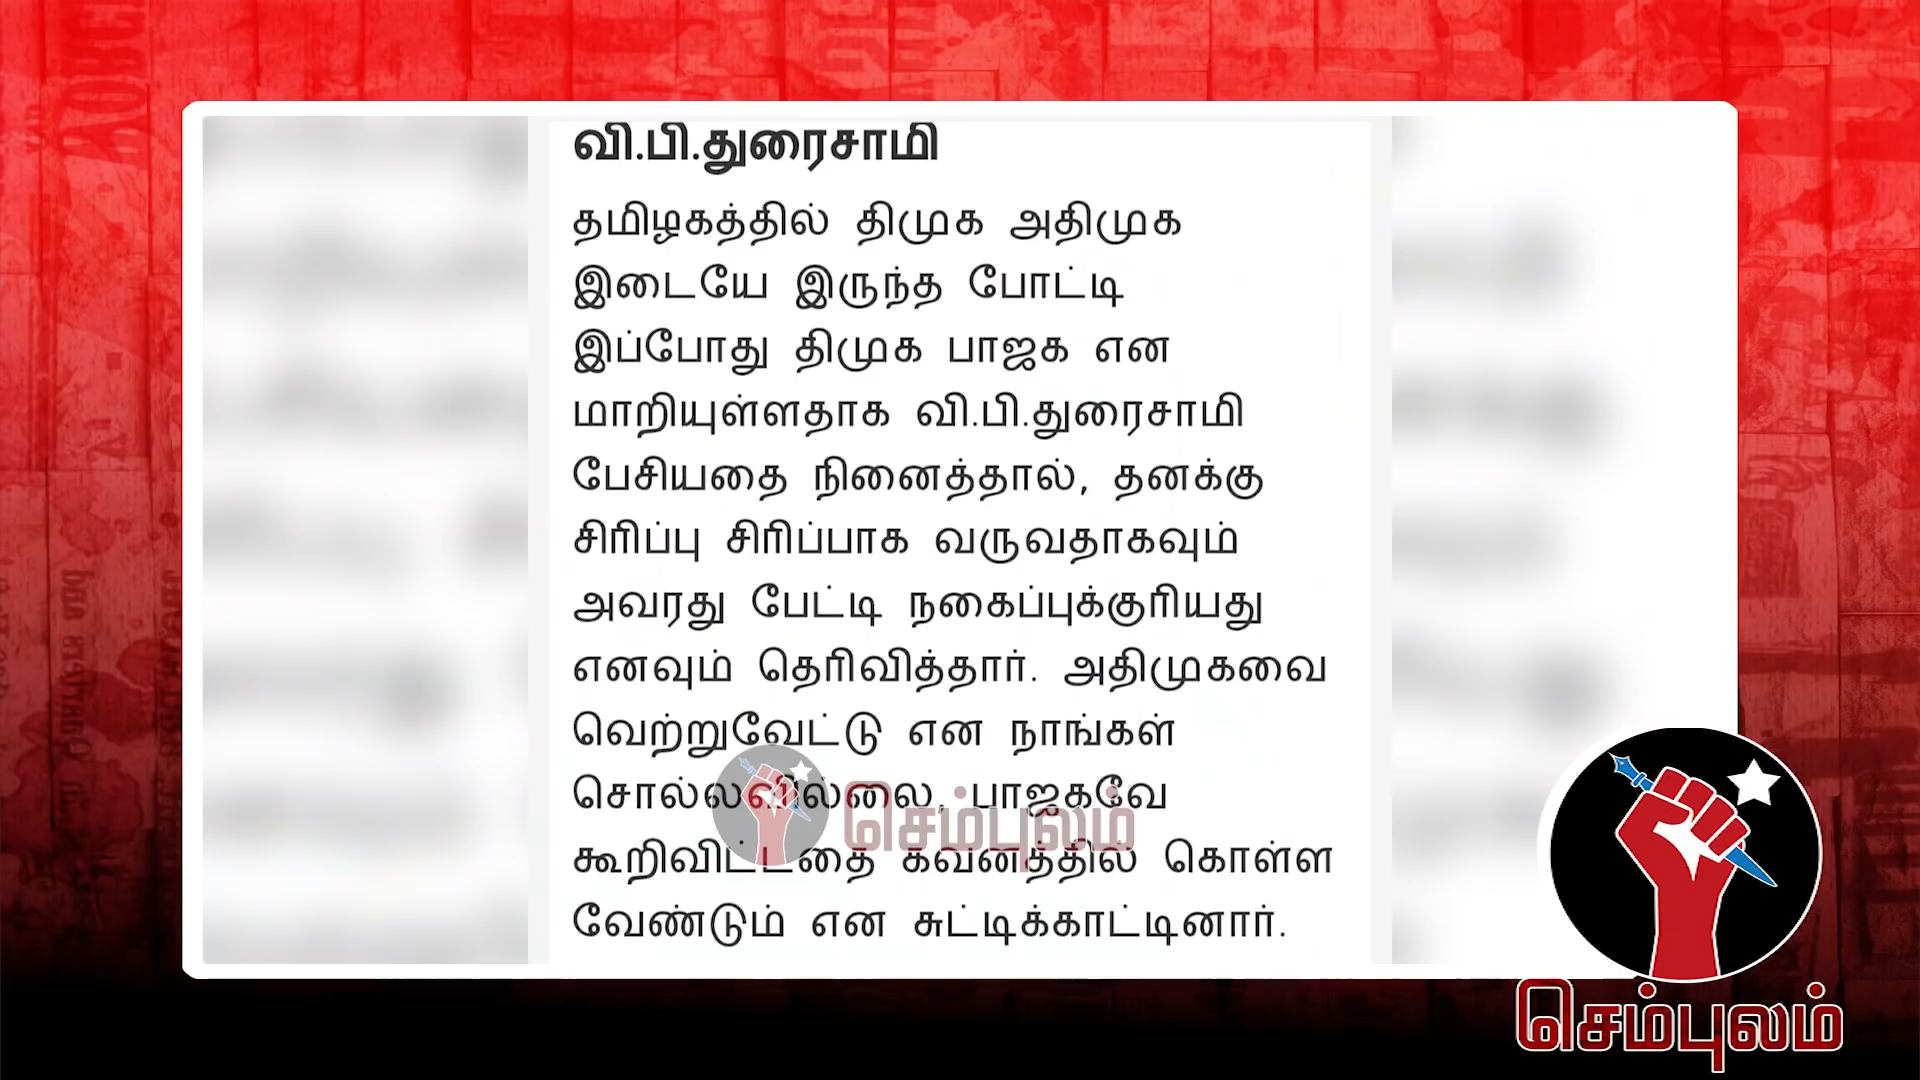 வி.பி.துரைசாமி
தமிழகத்தில் திமுக அதிமுக
இடையே இருந்த போட்டி
இப்போது திமுக பாஜக என
மாறியுள்ளதாக வி.பி.துரைசாமி
பேசியதை நினைத்தால், தனக்கு
சிரிப்பு சிரிப்பாக வருவதாகவும்
அவரது பேட்டி நகைப்புக்குரியது
எனவும் தெரிவித்தார். அதிமுகவை
வெற்றுவேட்டு என நாங்கள்
சொல்லவில்லை, பாஜகவே
செம்புலம்
கூறிவிட்டதை கவனத்தில் கொள்ள
வேண்டும் என சுட்டிக்காட்டினார்.
செம்புலம்